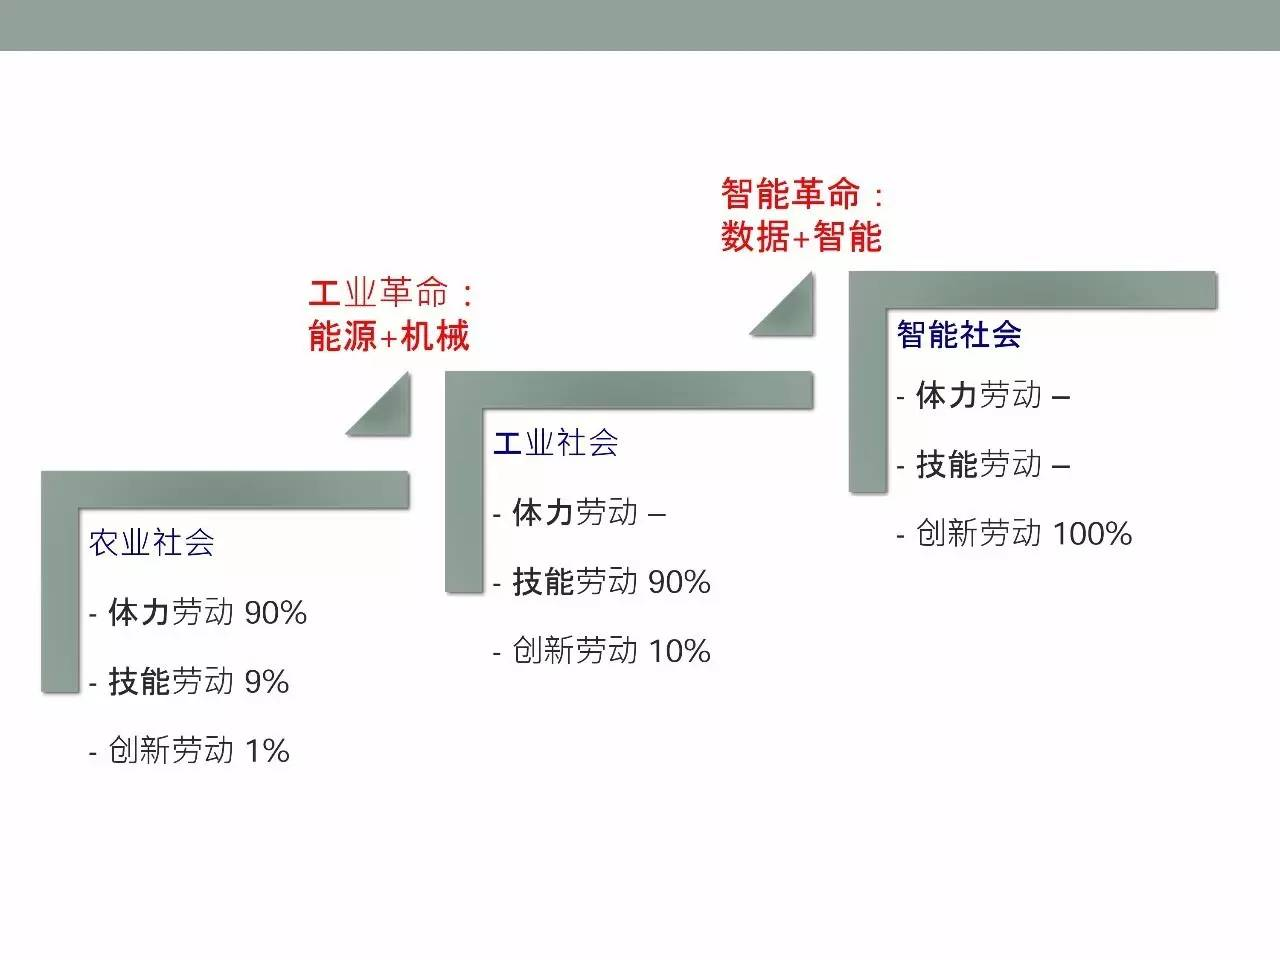 智能革命：
数据+智能
工业革命：
能源+机械
农业社会
- 体力劳动 90%
- 技能劳动 9%
- 创新劳动 1%
工业社会
- 体力劳动 –
- 技能劳动 90%
- 创新劳动 10%
智能社会
- 体力劳动 –
- 技能劳动 –
- 创新劳动 100%